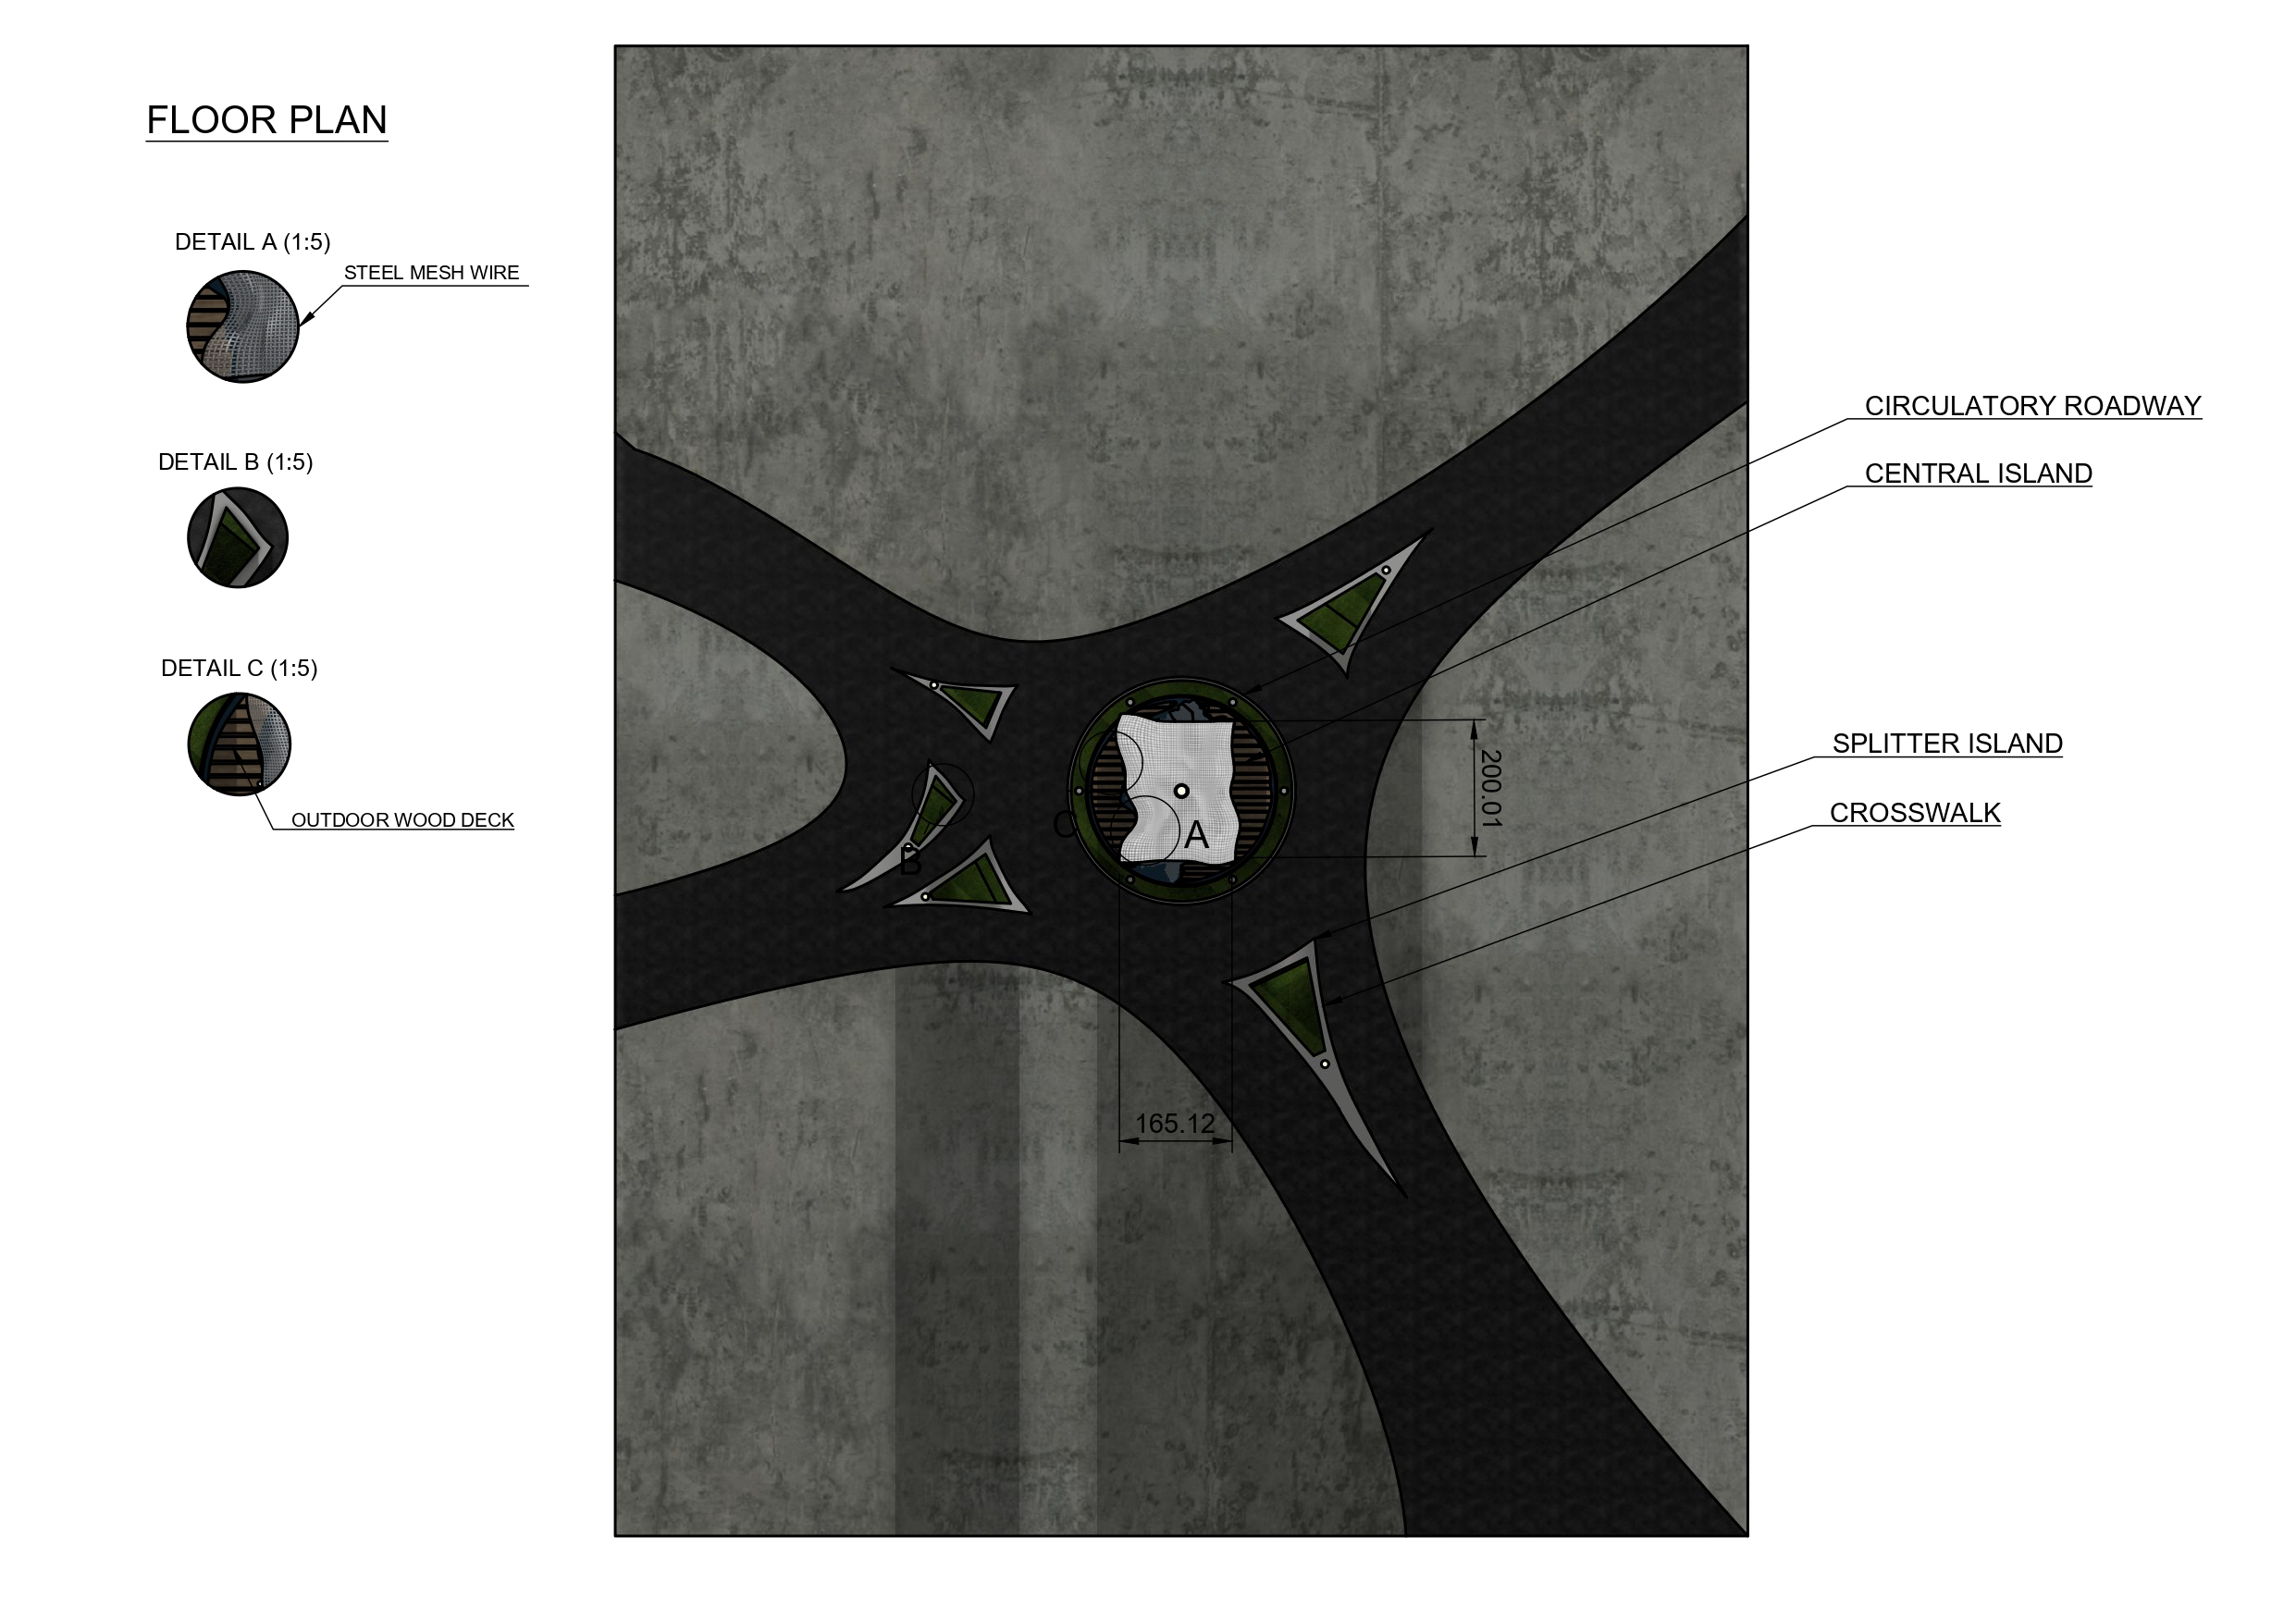 FLOOR PLAN
DETAIL A (1:5)
STEEL MESH WIRE
DETAIL B (1:5)
DETAIL C (1:5)
OUTDOOR WOOD DECK
CIRCULATORY ROADWAY
CENTRAL ISLAND
SPLITTER ISLAND
CROSSWALK
200.01
C
A
B
165.12